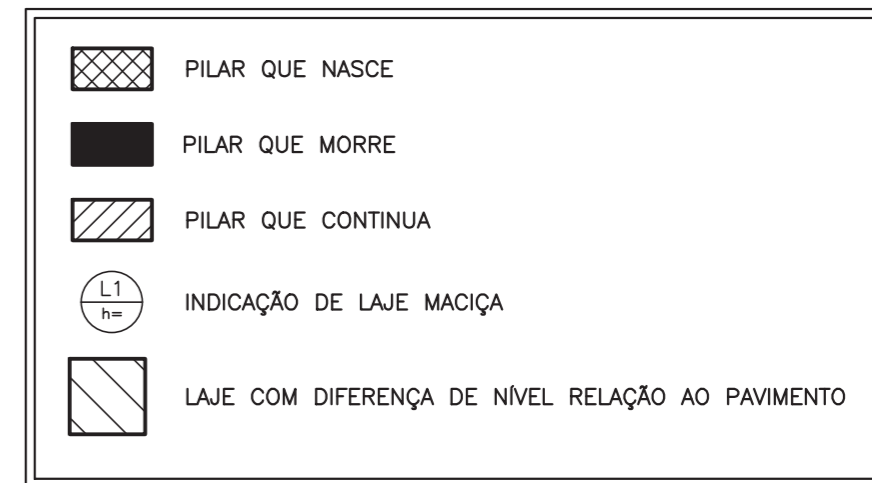 PILAR QUE NASCE
PILAR QUE MORRE
PILAR QUE CONTINUA
L1
h=
INDICAÇÃO DE LAJE MACIÇA
LAJE COM DIFERENÇA DE NÍVEL RELAÇÃO AO PAVIMENTO